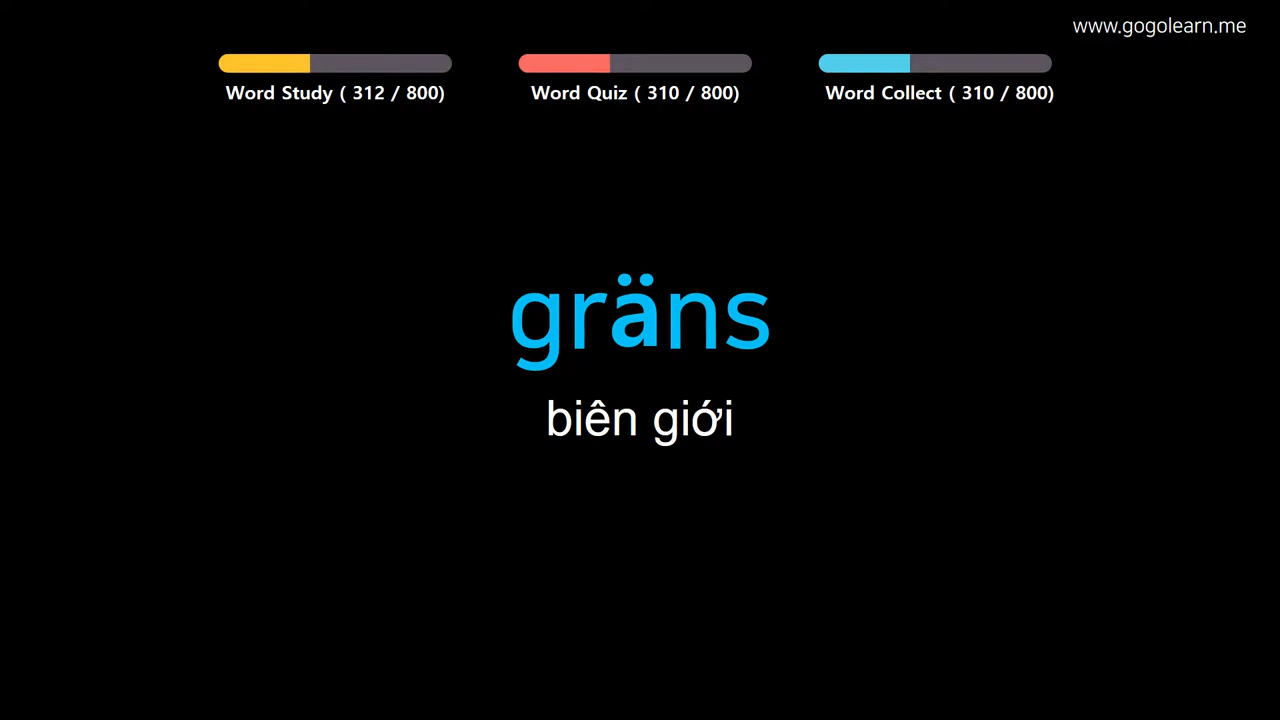 www.gogolearn.me
Word Study ( 312 / 800)
Word Quiz ( 310 / 800)
Word Collect ( 310 / 800)
gräns
biên giới